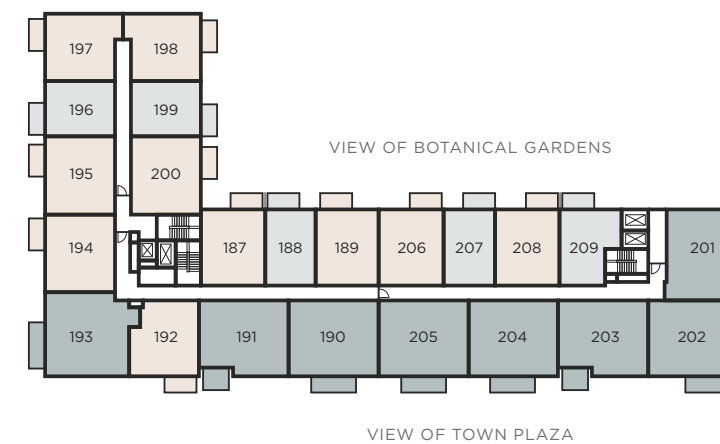 197 198
196 199
VIEW OF BOTANICAL GARDENS
195 200
194 187 188 189 206 207 208 209 201
193 192 191 190 205 204 203 202
VIEW OF TOWN PLAZA